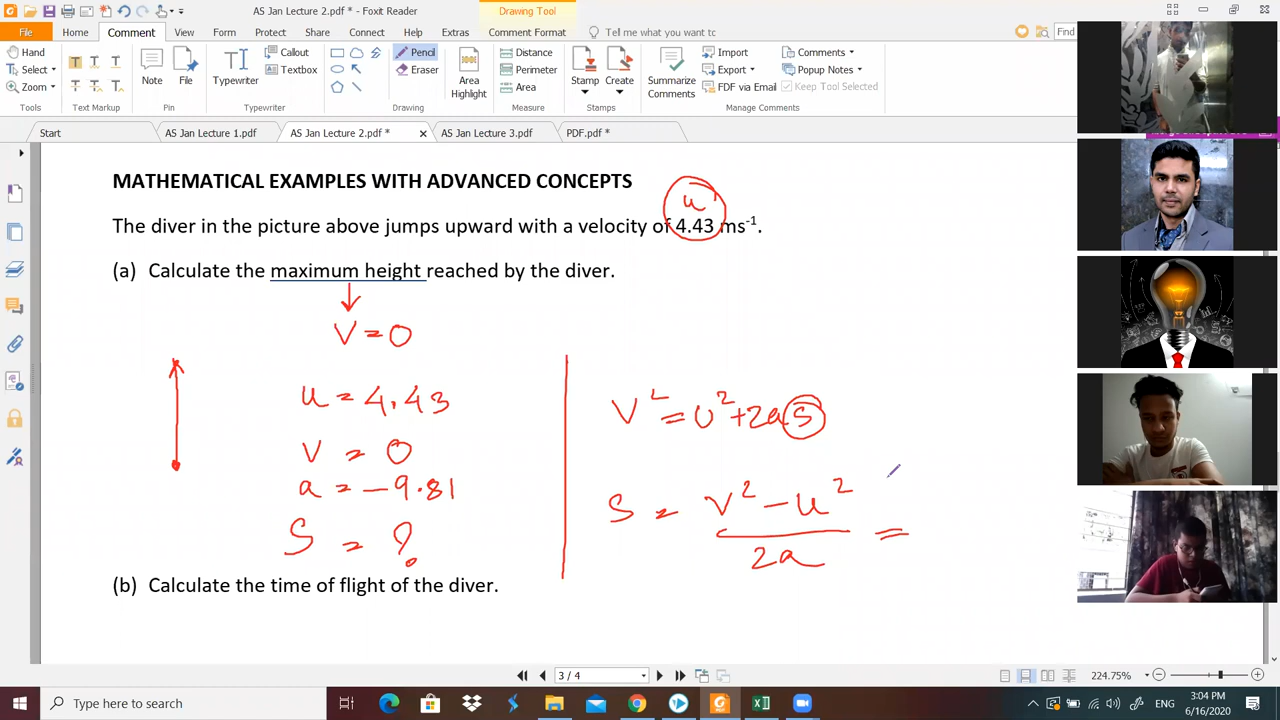 AS Jan Lecture 2.pdf * - Foxit Reader
Drawing Tool
File Home Comment View Form Protect Share Connect Help Extras Comment Format Tell me what you want to do... Find
Hand
Select
Zoom
Tools
Text Markup
Note
File
Pin
Typewriter
Callout
Textbox
Typewriter
Pencil
Eraser
Drawing
Area Highlight
Distance
Perimeter
Area
Measure
Stamp
Create
Stamps
Summarize Comments
Import
Export
FDF via Email
Comments
Popup Notes
Keep Tool Selected
Manage Comments
Start AS Jan Lecture 1.pdf AS Jan Lecture 2.pdf * AS Jan Lecture 3.pdf PDF.pdf *
MATHEMATICAL EXAMPLES WITH ADVANCED CONCEPTS
u
The diver in the picture above jumps upward with a velocity of 4.43 ms-1.
(a) Calculate the maximum height reached by the diver.
V = 0
u = 4.43
V = 0
a = -9.81
S = ?
V² = U² + 2aS
S = V² - u² / 2a =
(b) Calculate the time of flight of the diver.
3 / 4
224.75%
Type here to search
ENG
3:04 PM
6/16/2020